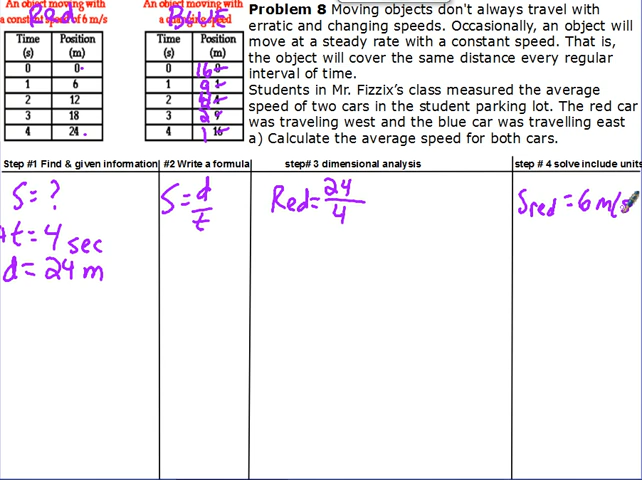 An object moving with
a constant speed of 6 m/s
Red
Time Position
(s) (m)
0 0
1 6
2 12
3 18
4 24
An object moving with
a changing speed
Blue
Time Position
(s) (m)
0 16 0
1 9 1
2 4 4
3 2 9
4 1 16
Problem 8 Moving objects don't always travel with
erratic and changing speeds. Occasionally, an object will
move at a steady rate with a constant speed. That is,
the object will cover the same distance every regular
interval of time.
Students in Mr. Fizzix's class measured the average
speed of two cars in the student parking lot. The red car
was traveling west and the blue car was travelling east
a) Calculate the average speed for both cars.
Step #1 Find & given information #2 Write a formula step# 3 dimensional analysis step # 4 solve include units
S = ?
t = 4 sec
d = 24 m
S = d/t
Red = 24/4
Sred = 6 m/s